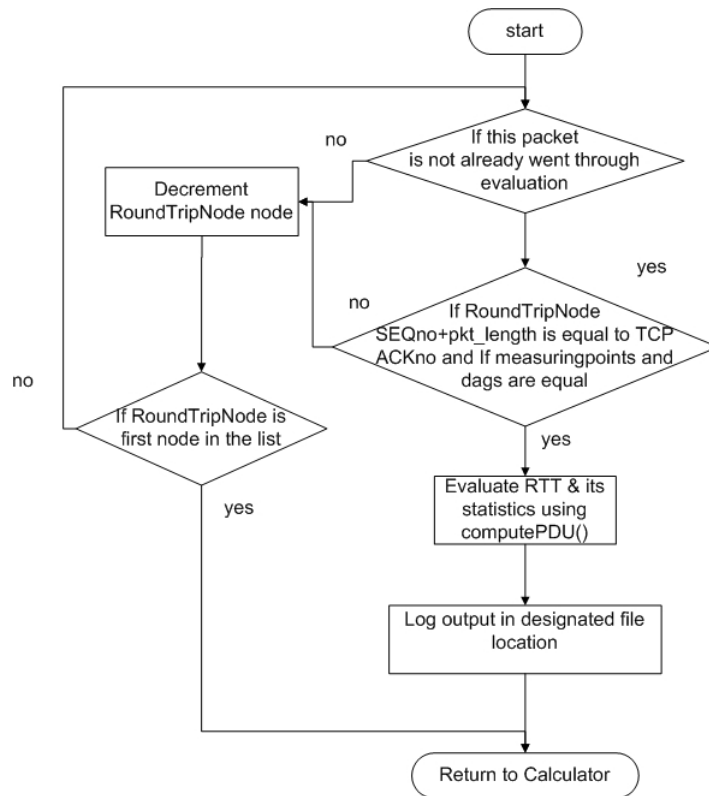 start
If this packet
is not already went through
evaluation
no
Decrement
RoundTripNode node
yes
no
If RoundTripNode
SEQno+pkt_length is equal to TCP
ACKno and If measuringpoints and
dags are equal
no
If RoundTripNode is
first node in the list
yes
yes
Evaluate RTT & its
statistics using
computePDU()
Log output in designated file
location
Return to Calculator